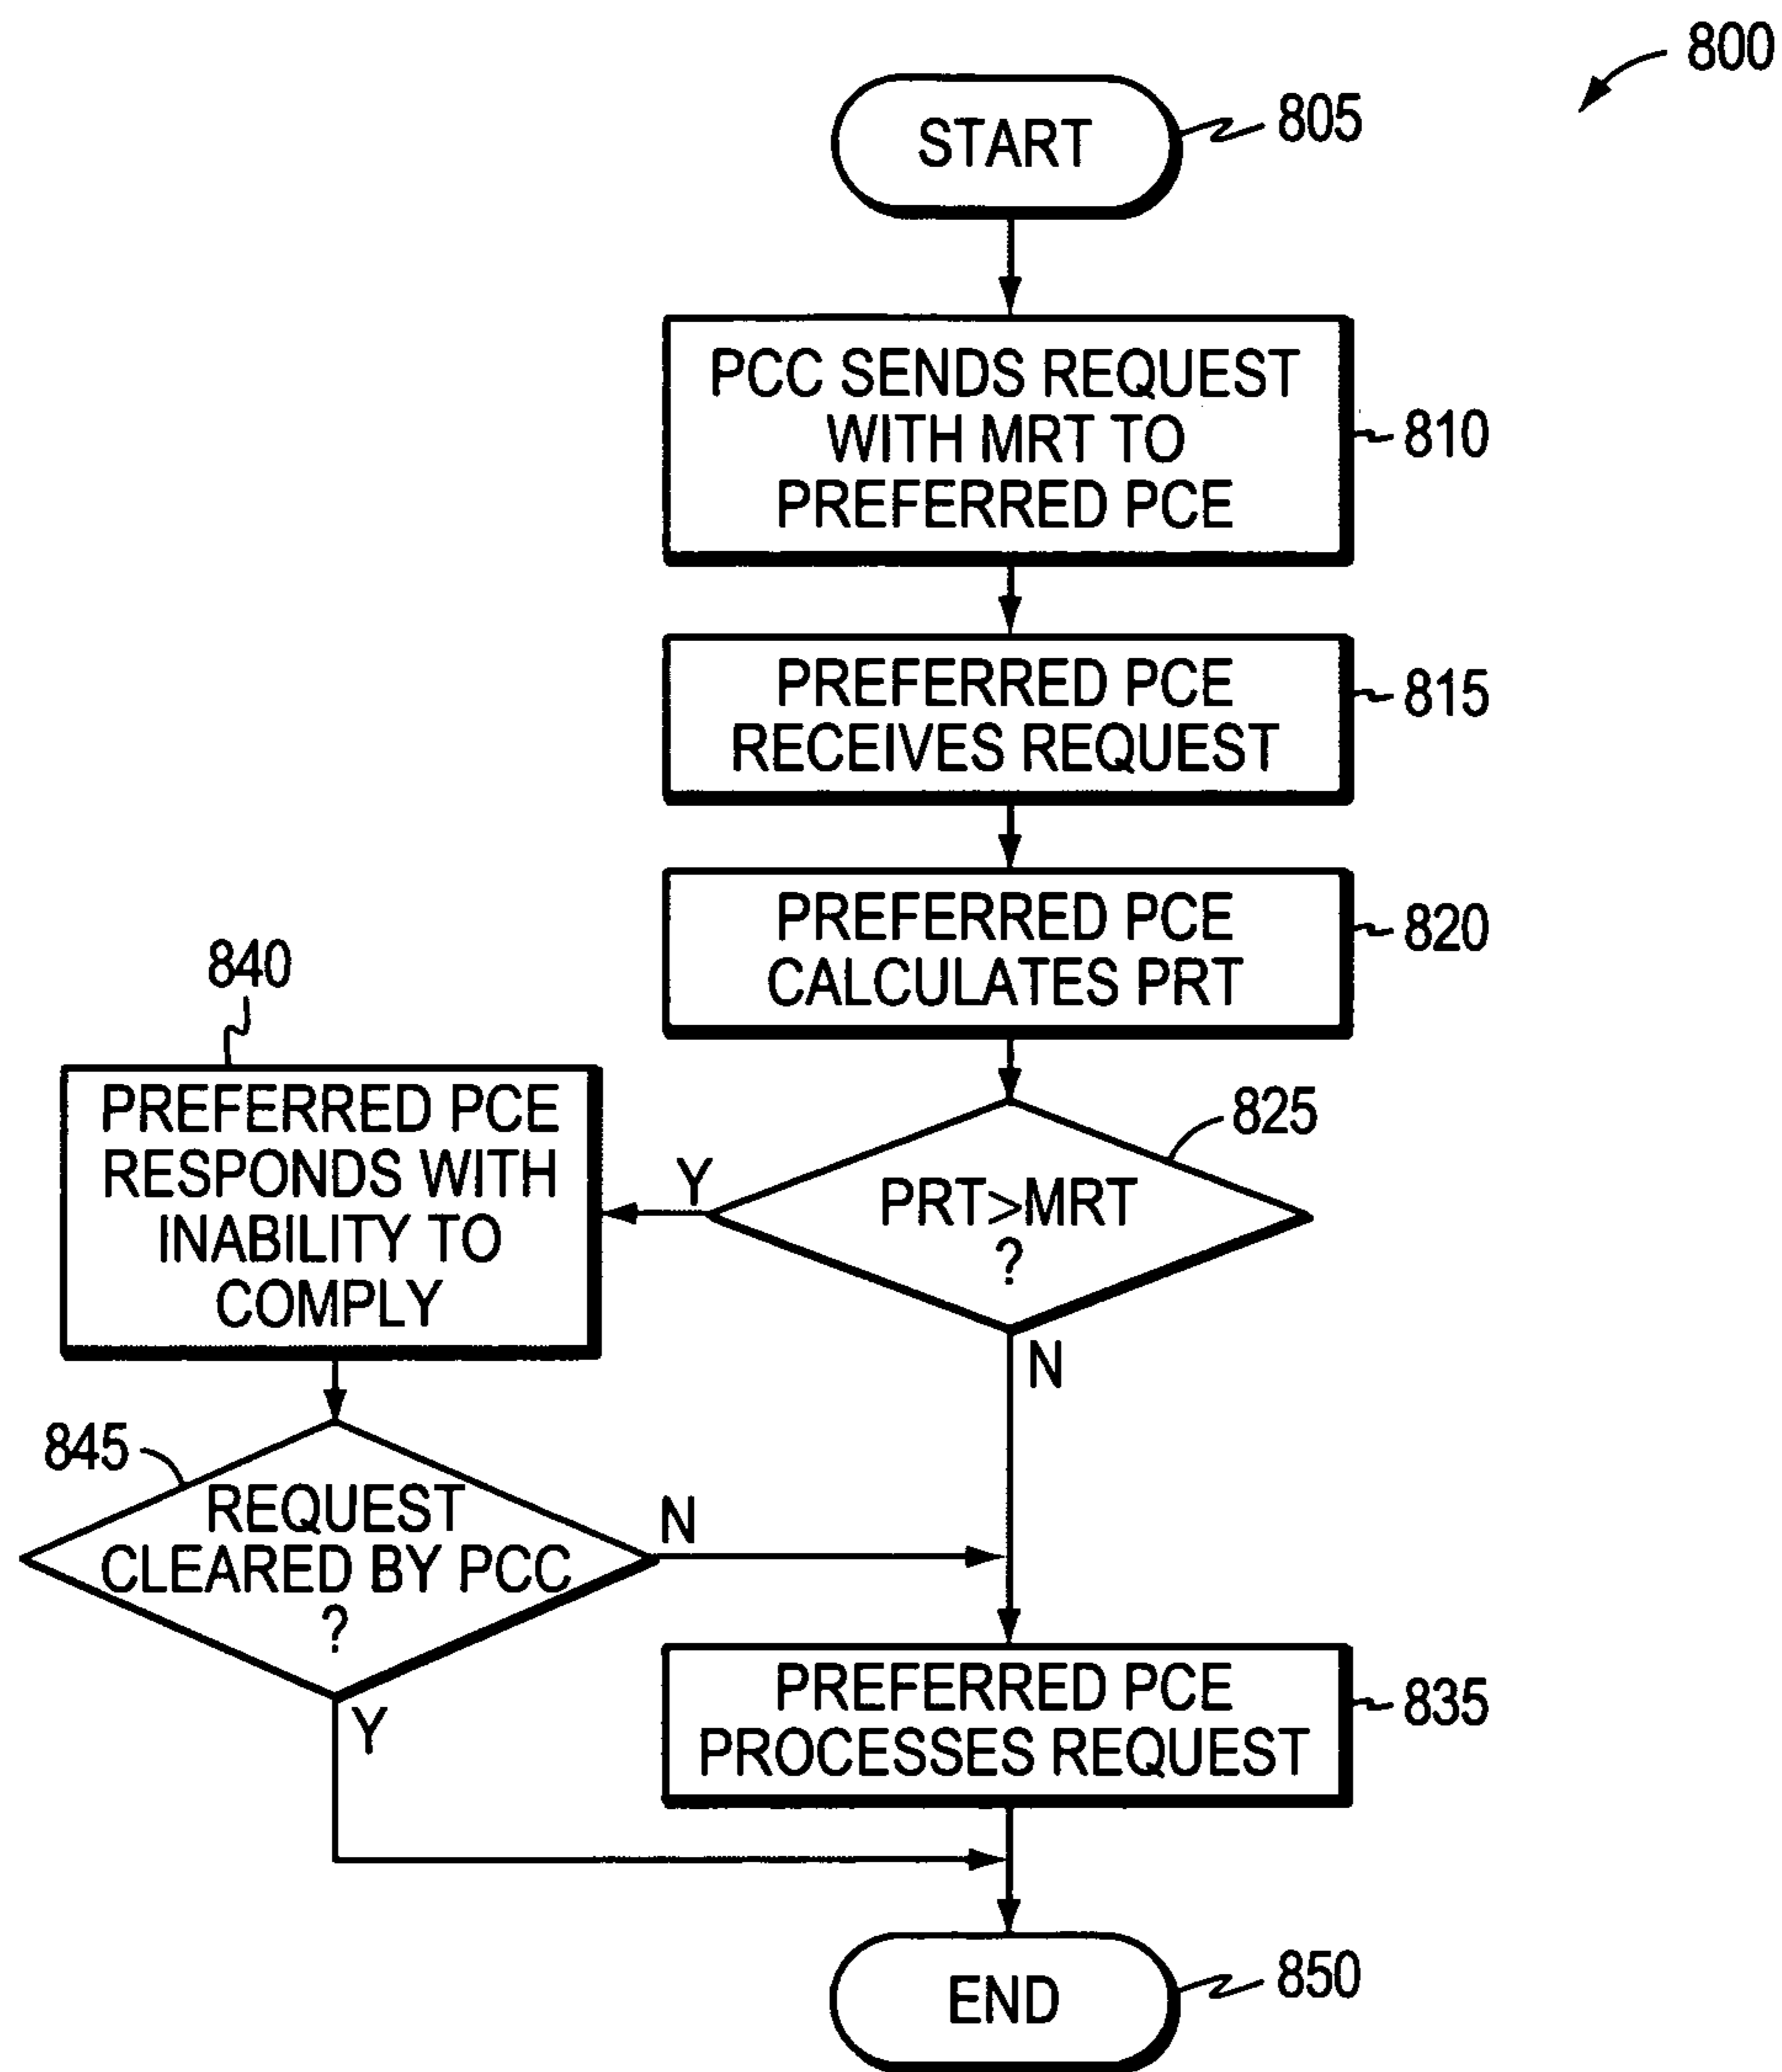 800
START
805
PCC SENDS REQUEST
WITH MRT TO
PREFERRED PCE
810
PREFERRED PCE
RECEIVES REQUEST
815
PREFERRED PCE
CALCULATES PRT
820
840
PREFERRED PCE
RESPONDS WITH
INABILITY TO
COMPLY
825
Y
PRT>MRT
?
N
845
REQUEST
CLEARED BY PCC
?
N
Y
PREFERRED PCE
PROCESSES REQUEST
835
END
850